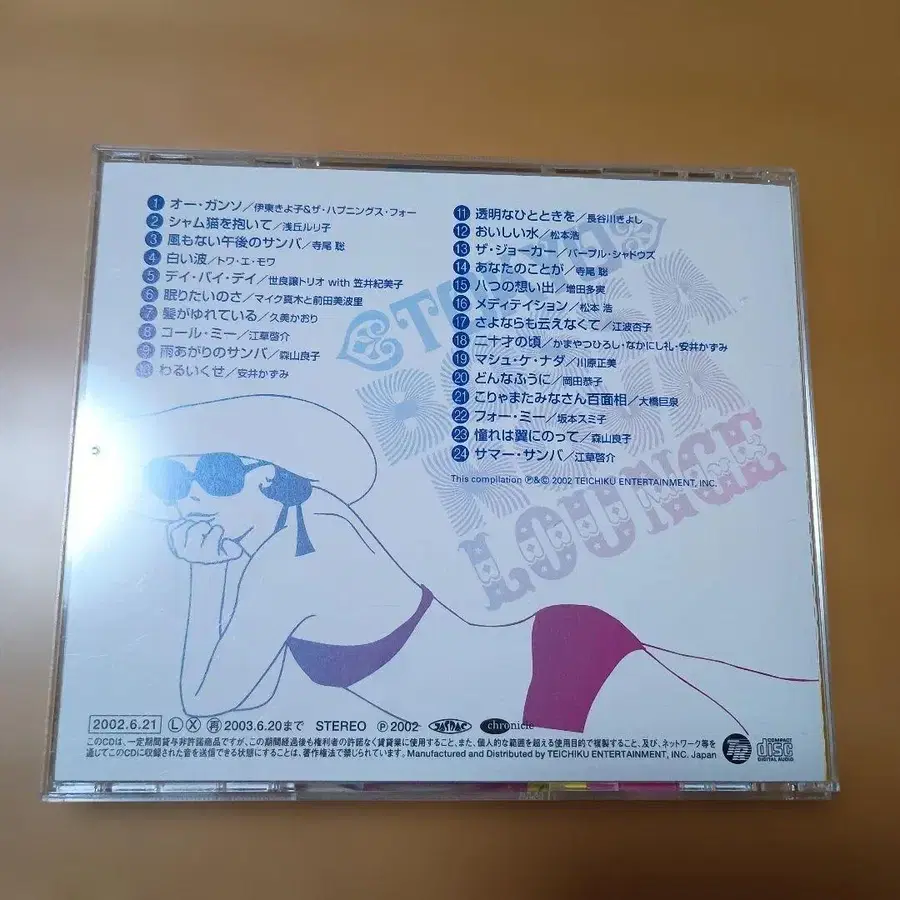 1 オー・ガンソ/伊東きよ子&ザ・ハプニングス・フォー
2 シャム猫を抱いて/浅丘ルリ子
3 風もない午後のサンバ/寺尾 聡
4 白い波/トワ・エ・モワ
5 デイ・バイ・デイ/世良譲トリオ with 笠井紀美子
6 眠りたいのさ/マイク真木と前田美波里
7 髪がゆれている/久美かおり
8 コール・ミー/江草啓介
9 雨あがりのサンバ/森山良子
10 わるいくせ/安井かずみ
11 透明なひとときを/長谷川きよし
12 おいしい水/松本浩
13 ザ・ジョーカー/パープル・シャドウズ
14 あなたのことが/寺尾 聡
15 八つの想い出/増田多実
16 メディテイション/松本 浩
17 さよならも云えなくて/江波杏子
18 二十才の頃/かまやつひろし・なかにし礼・安井かずみ
19 マシュ・ケ・ナダ/川原正美
20 どんなふうに/岡田恭子
21 こりゃまたみなさん百面相/大橋巨泉
22 フォー・ミー/坂本スミ子
23 憧れは翼にのって/森山良子
24 サマー・サンバ/江草啓介
This compilation Ⓟ&© 2002 TEICHIKU ENTERTAINMENT, INC.
BOSSA
LOUNGE
2002.6.21 Ⓛ Ⓧ ㊐ 2003.6.20まで STEREO Ⓟ2002 JASRAC chronicle
このCDは、一定期間貸与非許諾商品ですが、この期間経過後も権利者の許諾なく賃貸業に使用すること、また、個人的な範囲を超える使用目的で複製すること、及び、ネットワーク等を
通してこのCDに収録された音を送信できる状態にすることは、著作権法で禁じられています。Manufactured and Distributed by TEICHIKU ENTERTAINMENT, INC. Japan
COMPACT
disc
DIGITAL AUDIO